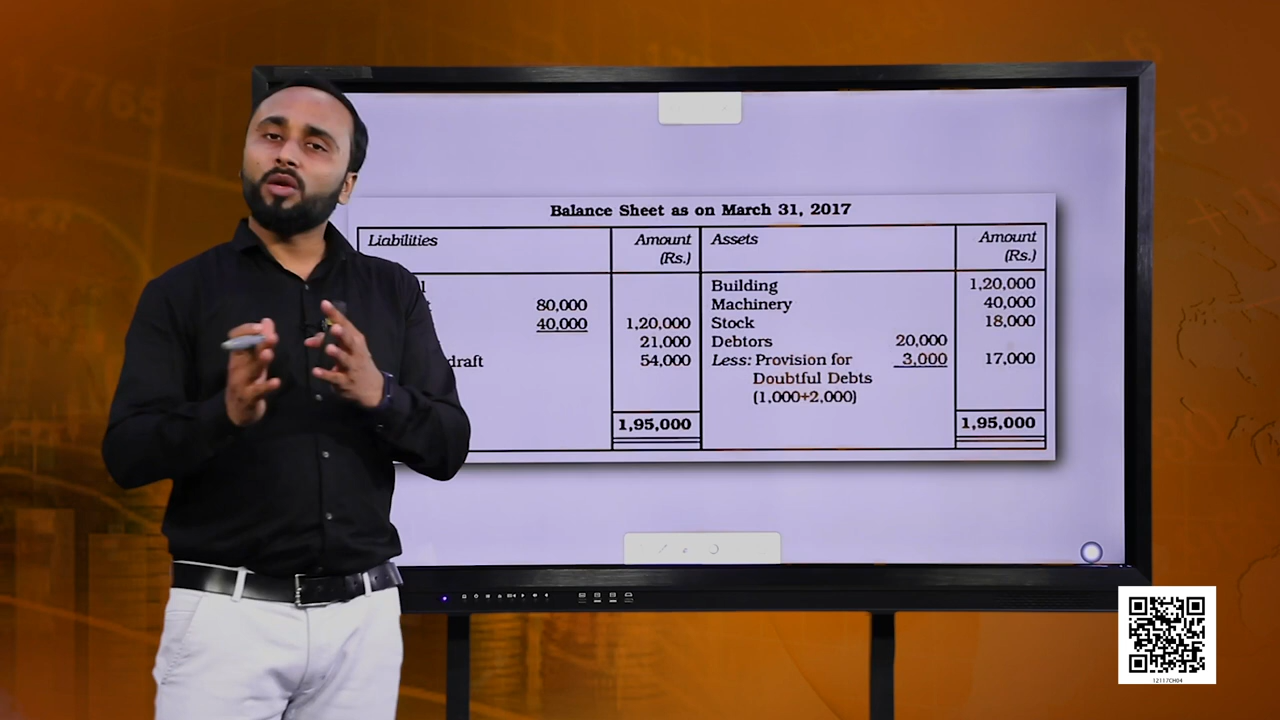 Balance Sheet as on March 31, 2017
Liabilities Amount Assets Amount
(Rs.) (Rs.)
Building 1,20,000
80,000 Machinery 40,000
40,000 1,20,000 Stock 18,000
21,000 Debtors 20,000
draft 54,000 Less: Provision for 3,000 17,000
Doubtful Debts
(1,000+2,000)
1,95,000 1,95,000
12117CH04